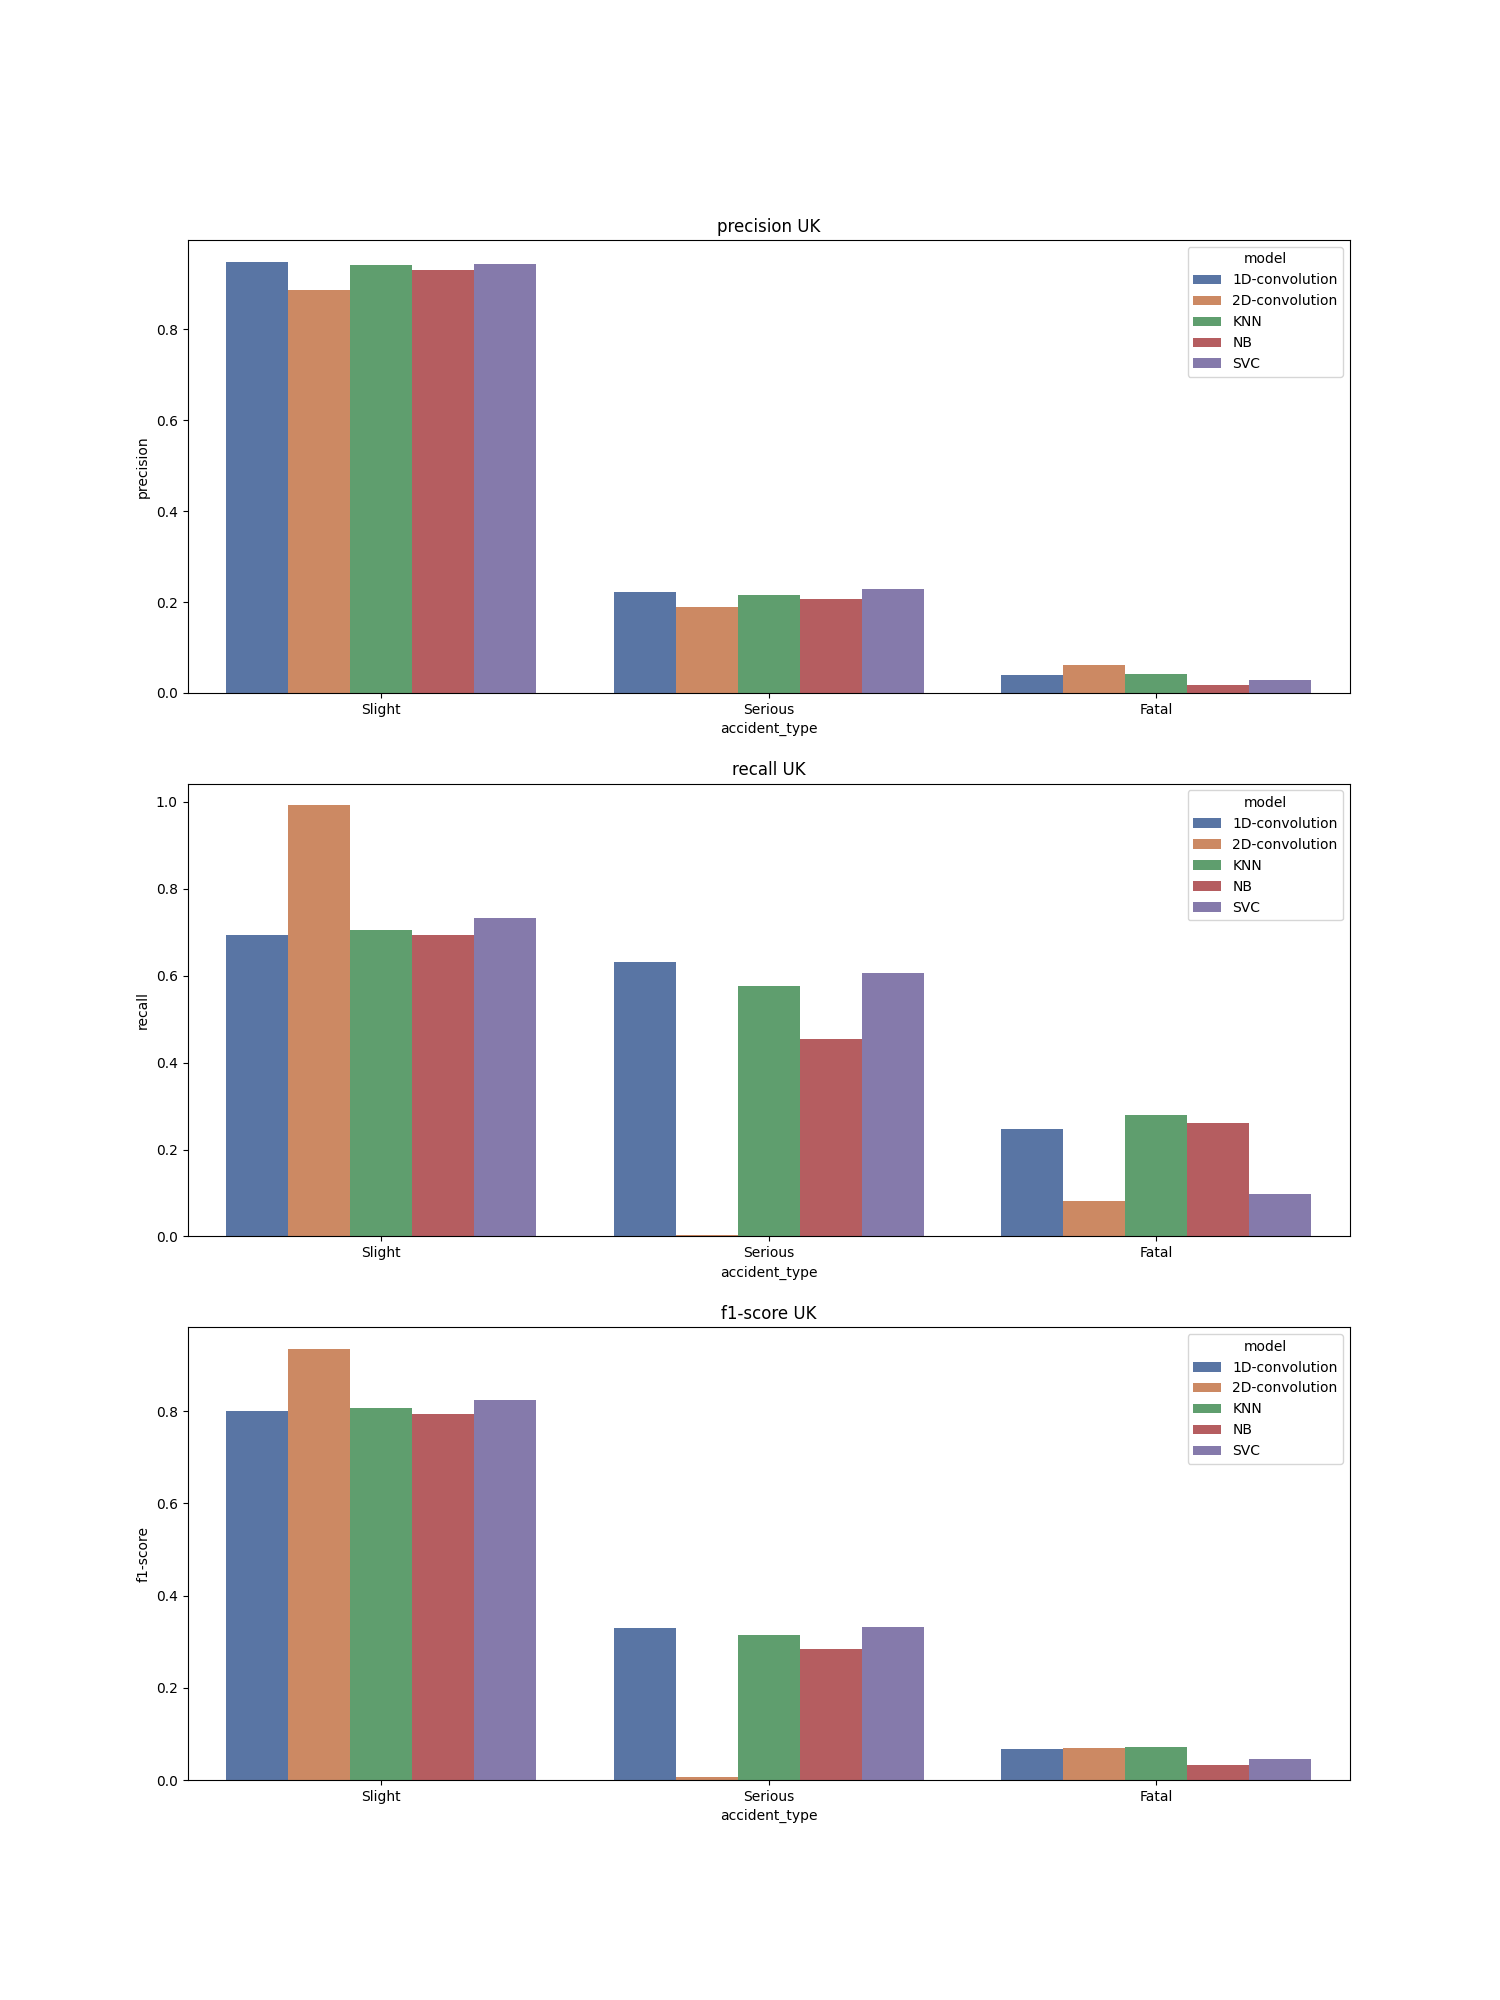 precision UK
model
1D-convolution
2D-convolution
KNN
NB
SVC
0.8
0.6
0.4
0.2
0.0
precision
Slight Serious Fatal
accident_type
recall UK
model
1D-convolution
2D-convolution
KNN
NB
SVC
1.0
0.8
0.6
0.4
0.2
0.0
recall
Slight Serious Fatal
accident_type
f1-score UK
model
1D-convolution
2D-convolution
KNN
NB
SVC
0.8
0.6
0.4
0.2
0.0
f1-score
Slight Serious Fatal
accident_type